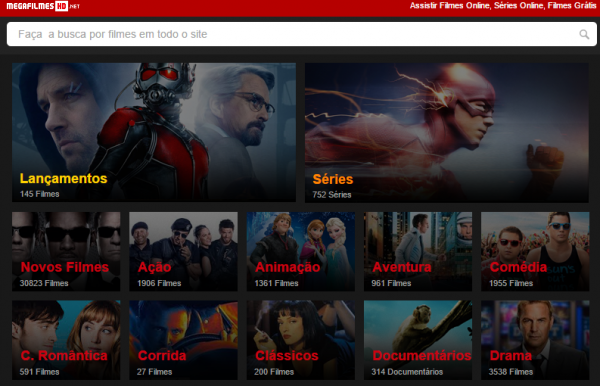 MEGAFILMES HD .NET
Assistir Filmes Online, Séries Online, Filmes Grátis
Faça a busca por filmes em todo o site
Lançamentos
145 Filmes
Séries
752 Séries
Novos Filmes
30823 Filmes
Ação
1906 Filmes
Animação
1361 Filmes
Aventura
961 Filmes
Comédia
1955 Filmes
C. Romântica
591 Filmes
Corrida
27 Filmes
Clássicos
200 Filmes
Documentários
314 Documentários
Drama
3538 Filmes